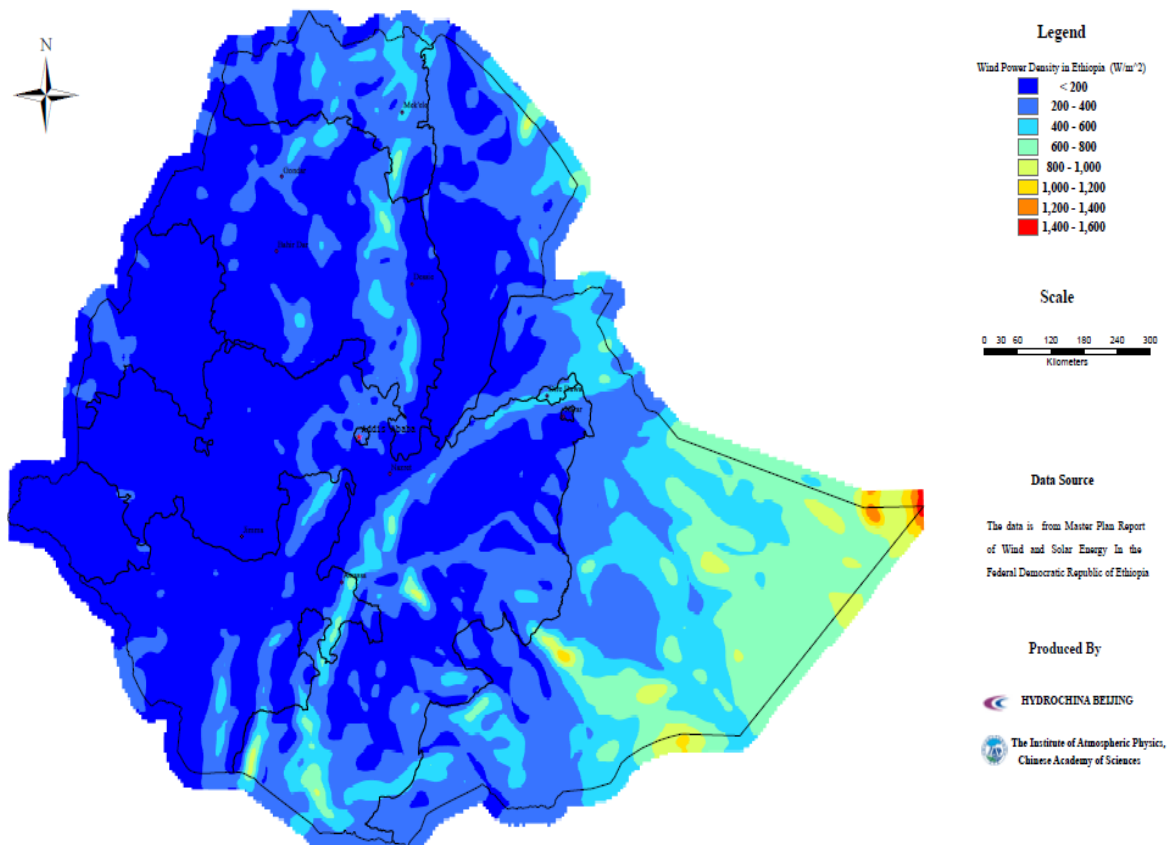 N
Mek'ele
Gondar
Bahir Dar
Dire Dawa
Addis Ababa
Nazret
Awassa
Legend
Wind Power Density in Ethiopia (W/m^2)
< 200
200 - 400
400 - 600
600 - 800
800 - 1,000
1,000 - 1,200
1,200 - 1,400
1,400 - 1,600
Scale
0 30 60 120 180 240 300
Kilometers
Data Source
The data is from Master Plan Report
of Wind and Solar Energy In the
Federal Democratic Republic of Ethiopia
Produced By
HYDROCHINA BEIJING
The Institute of Atmospheric Physics,
Chinese Academy of Sciences